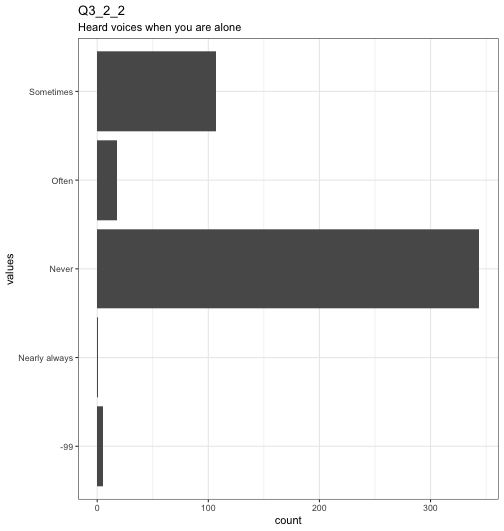 Q3_2_2
Heard voices when you are alone
Sometimes
Often
Never
Nearly always
-99
values
0 100 200 300
count